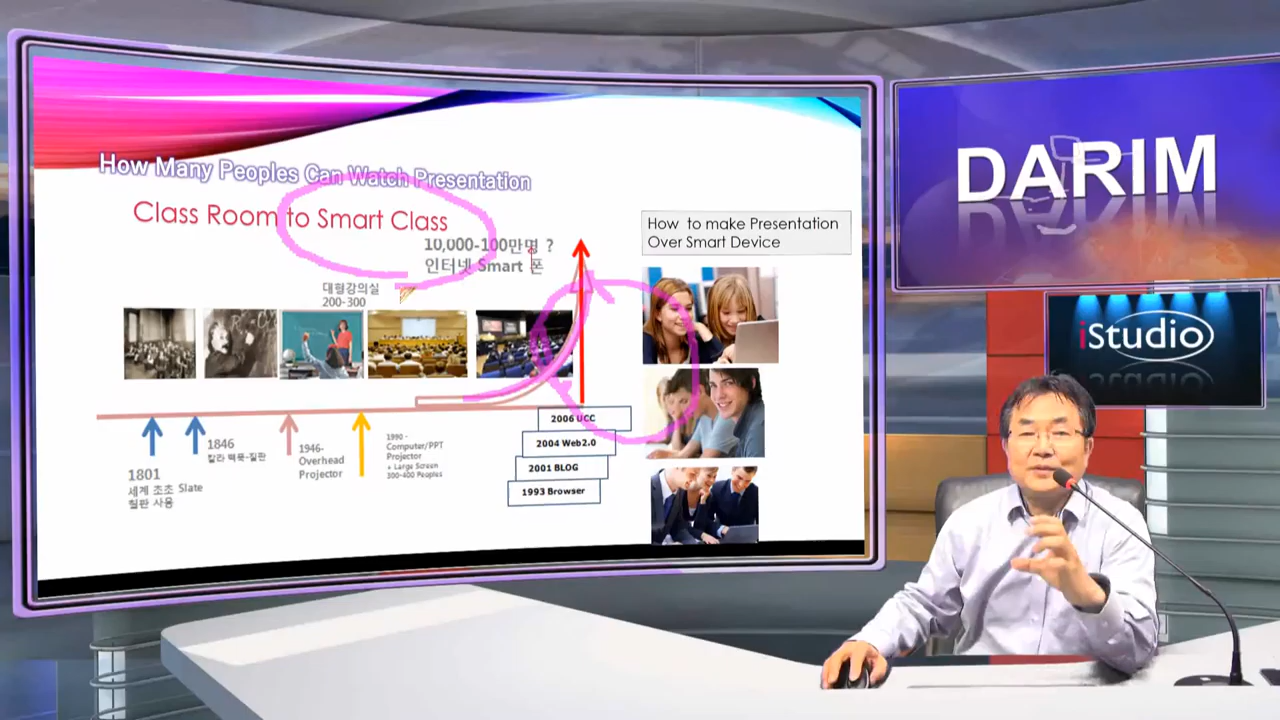 How Many Peoples Can Watch Presentation
Class Room to Smart Class
10,000-100만명 ?
인터넷 Smart 폰
대형강의실
200-300
How to make Presentation
Over Smart Device
1801
세계 조초 Slate
칠판 사용
1846
칼라 백묵-칠판
1946-
Overhead
Projector
1990 -
Computer/PPT
Projector
+ Large Screen
300-400 Peoples
2006 UCC
2004 Web2.0
2001 BLOG
1993 Browser
DARIM
iStudio